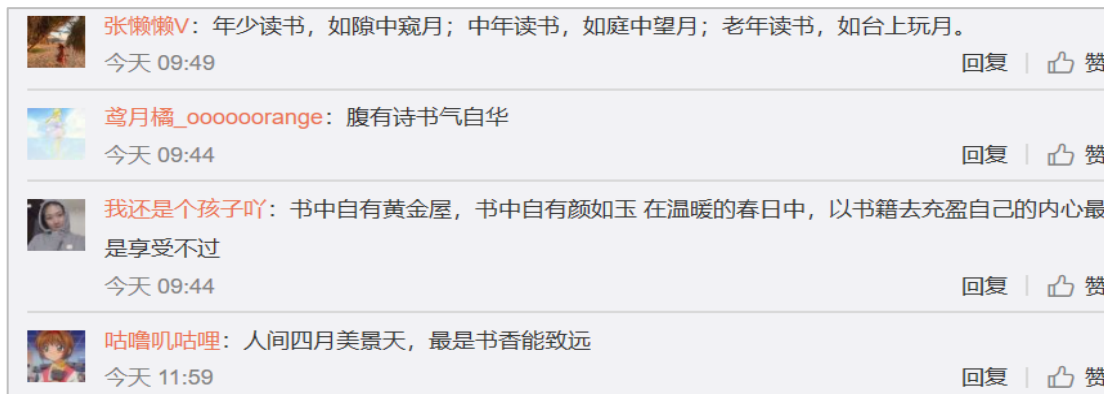 张懒懒V：年少读书，如隙中窥月；中年读书，如庭中望月；老年读书，如台上玩月。
今天 09:49 回复 赞
鸢月橘_ooooooorange：腹有诗书气自华
今天 09:44 回复 赞
我还是个孩子吖：书中自有黄金屋，书中自有颜如玉 在温暖的春日中，以书籍去充盈自己的内心最
是享受不过
今天 09:44 回复 赞
咕噜叽咕哩：人间四月美景天，最是书香能致远
今天 11:59 回复 赞